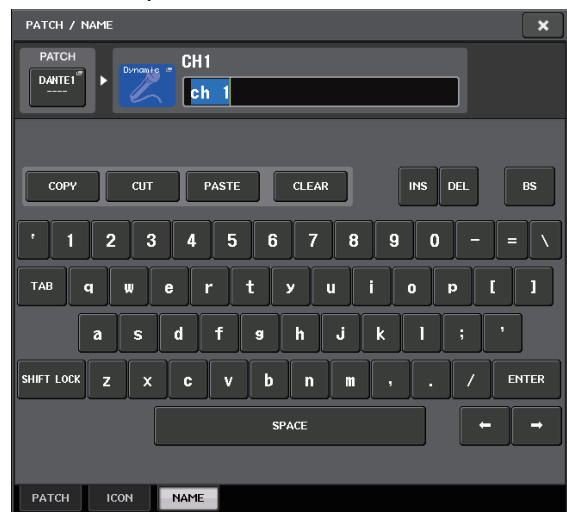 PATCH / NAME ×
PATCH
DANTE1
----
Dynamic
CH1
ch 1
COPY CUT PASTE CLEAR INS DEL BS
' 1 2 3 4 5 6 7 8 9 0 - = \
TAB q w e r t y u i o p [ ]
a s d f g h j k l ; '
SHIFT LOCK z x c v b n m , . / ENTER
SPACE ← →
PATCH ICON NAME